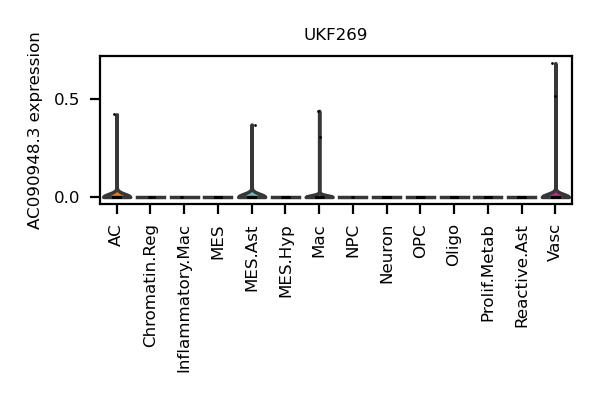 UKF269
AC090948.3 expression
0.5
0.0
AC
Chromatin.Reg
Inflammatory.Mac
MES
MES.Ast
MES.Hyp
Mac
NPC
Neuron
OPC
Oligo
Prolif.Metab
Reactive.Ast
Vasc